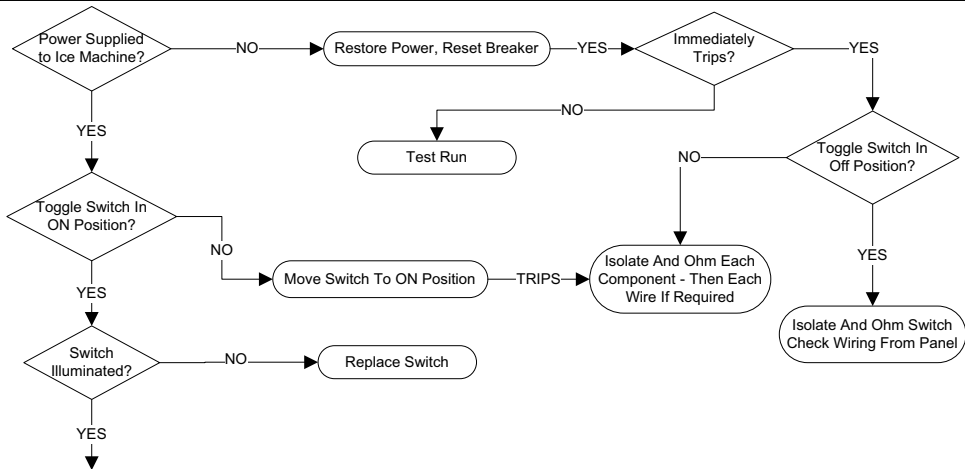 Power Supplied
to Ice Machine?
NO
Restore Power, Reset Breaker
YES
Immediately
Trips?
YES
NO
Test Run
YES
Toggle Switch In
Off Position?
NO
Toggle Switch In
ON Position?
NO
Move Switch To ON Position
TRIPS
Isolate And Ohm Each
Component - Then Each
Wire If Required
YES
Isolate And Ohm Switch
Check Wiring From Panel
YES
Switch
Illuminated?
NO
Replace Switch
YES